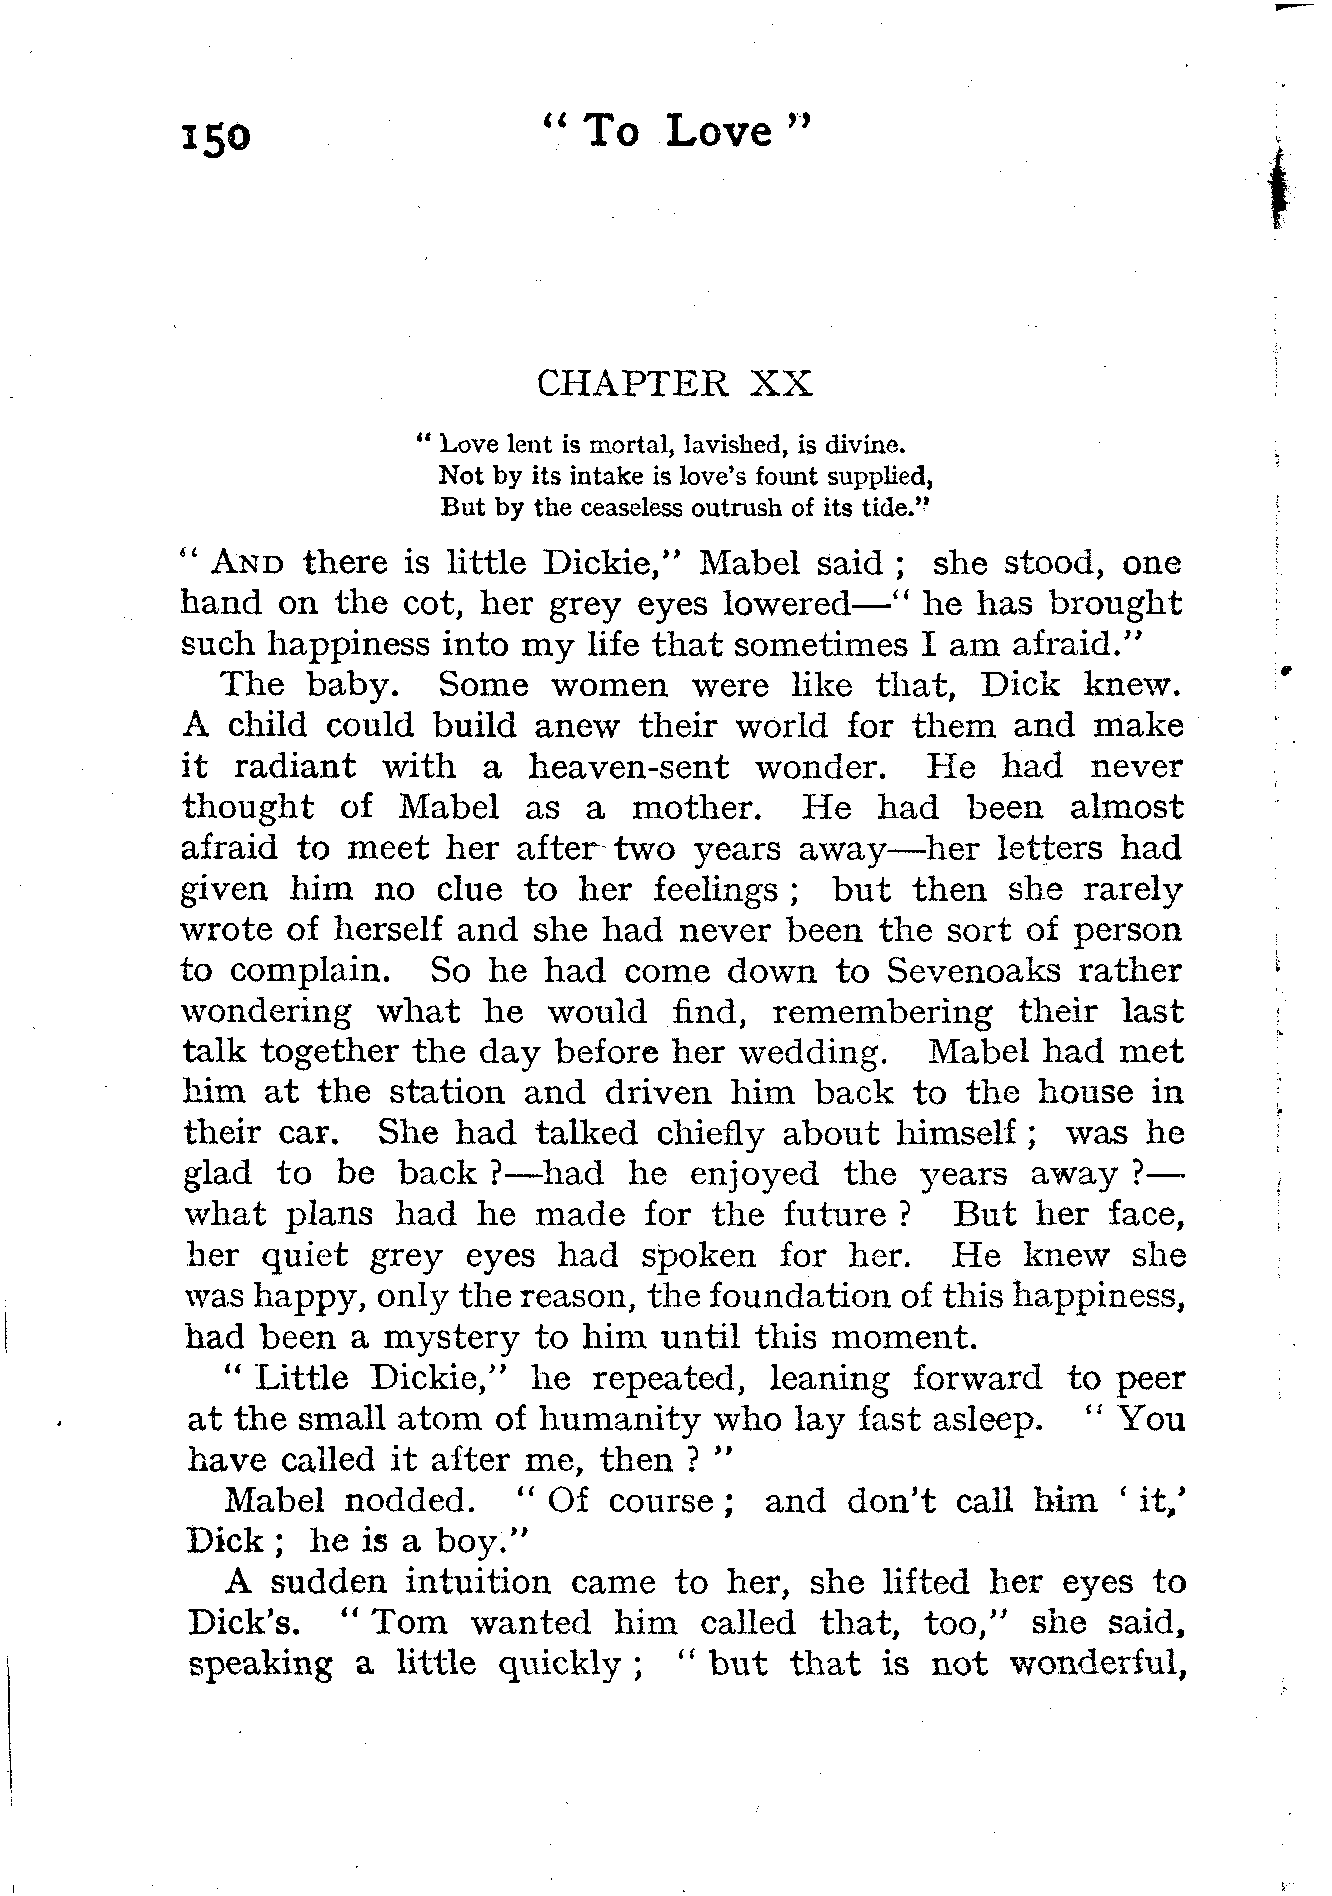 150 “ To Love ”
CHAPTER XX
“ Love lent is mortal, lavished, is divine.
Not by its intake is love's fount supplied,
But by the ceaseless outrush of its tide.”
“ AND there is little Dickie,” Mabel said ; she stood, one
hand on the cot, her grey eyes lowered—“ he has brought
such happiness into my life that sometimes I am afraid.”
The baby. Some women were like that, Dick knew.
A child could build anew their world for them and make
it radiant with a heaven-sent wonder. He had never
thought of Mabel as a mother. He had been almost
afraid to meet her after two years away—her letters had
given him no clue to her feelings ; but then she rarely
wrote of herself and she had never been the sort of person
to complain. So he had come down to Sevenoaks rather
wondering what he would find, remembering their last
talk together the day before her wedding. Mabel had met
him at the station and driven him back to the house in
their car. She had talked chiefly about himself ; was he
glad to be back ?—had he enjoyed the years away ?—
what plans had he made for the future ? But her face,
her quiet grey eyes had spoken for her. He knew she
was happy, only the reason, the foundation of this happiness,
had been a mystery to him until this moment.
“ Little Dickie,” he repeated, leaning forward to peer
at the small atom of humanity who lay fast asleep. “ You
have called it after me, then ? ”
Mabel nodded. “ Of course ; and don't call him ‘ it,’
Dick ; he is a boy.”
A sudden intuition came to her, she lifted her eyes to
Dick's. “ Tom wanted him called that, too,” she said,
speaking a little quickly ; “ but that is not wonderful,